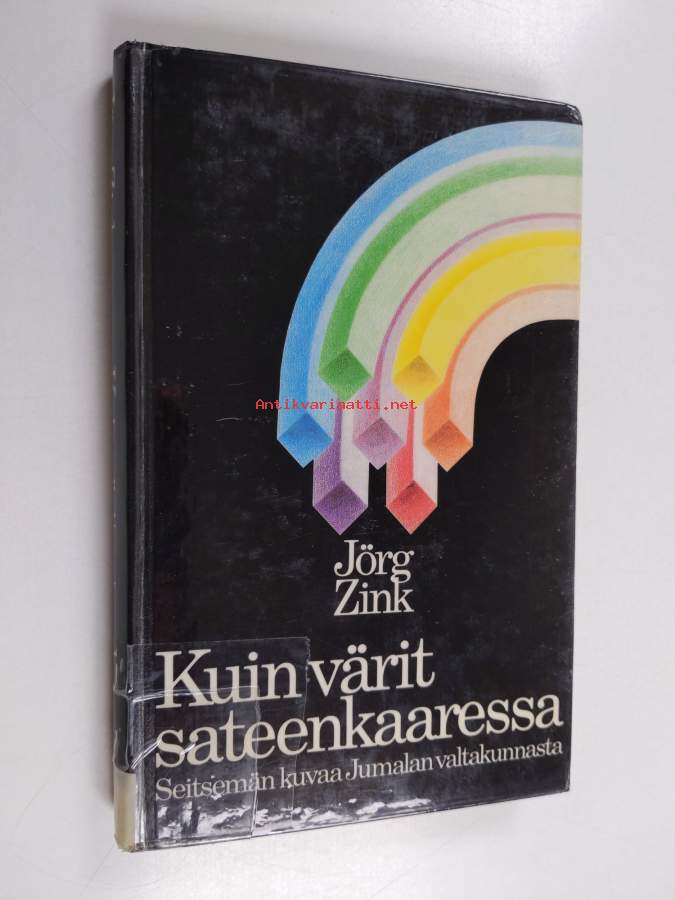 Antikvariaatti.net
Jörg
Zink
Kuin värit
sateenkaaressa
Seitsemän kuvaa Jumalan valtakunnasta